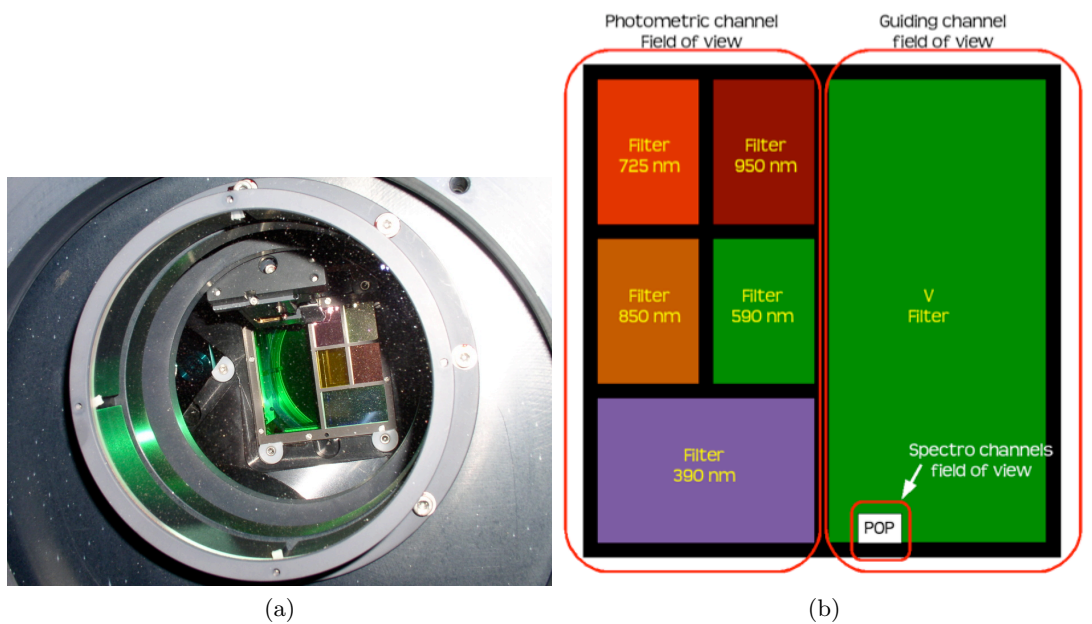 Photometric channel
Field of view
Guiding channel
field of view
Filter
725 nm
Filter
950 nm
Filter
850 nm
Filter
590 nm
V
Filter
Filter
390 nm
Spectro channels
field of view
POP
(a)
(b)